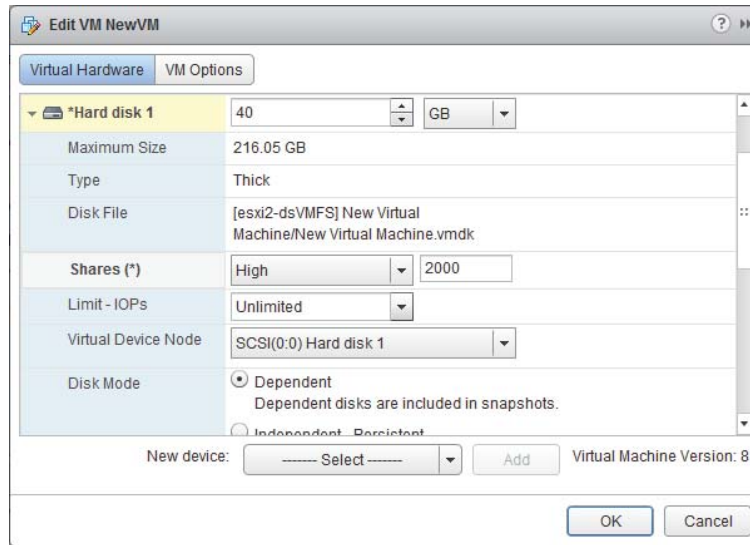 Edit VM NewVM
?
Virtual Hardware
VM Options
*Hard disk 1
40
GB
Maximum Size
216.05 GB
Type
Thick
Disk File
[esxi2-dsVMFS] New Virtual
Machine/New Virtual Machine.vmdk
Shares (*)
High
2000
Limit - IOPs
Unlimited
Virtual Device Node
SCSI(0:0) Hard disk 1
Disk Mode
Dependent
Dependent disks are included in snapshots.
Independent - Persistent
New device:
------- Select -------
Add
Virtual Machine Version: 8
OK
Cancel